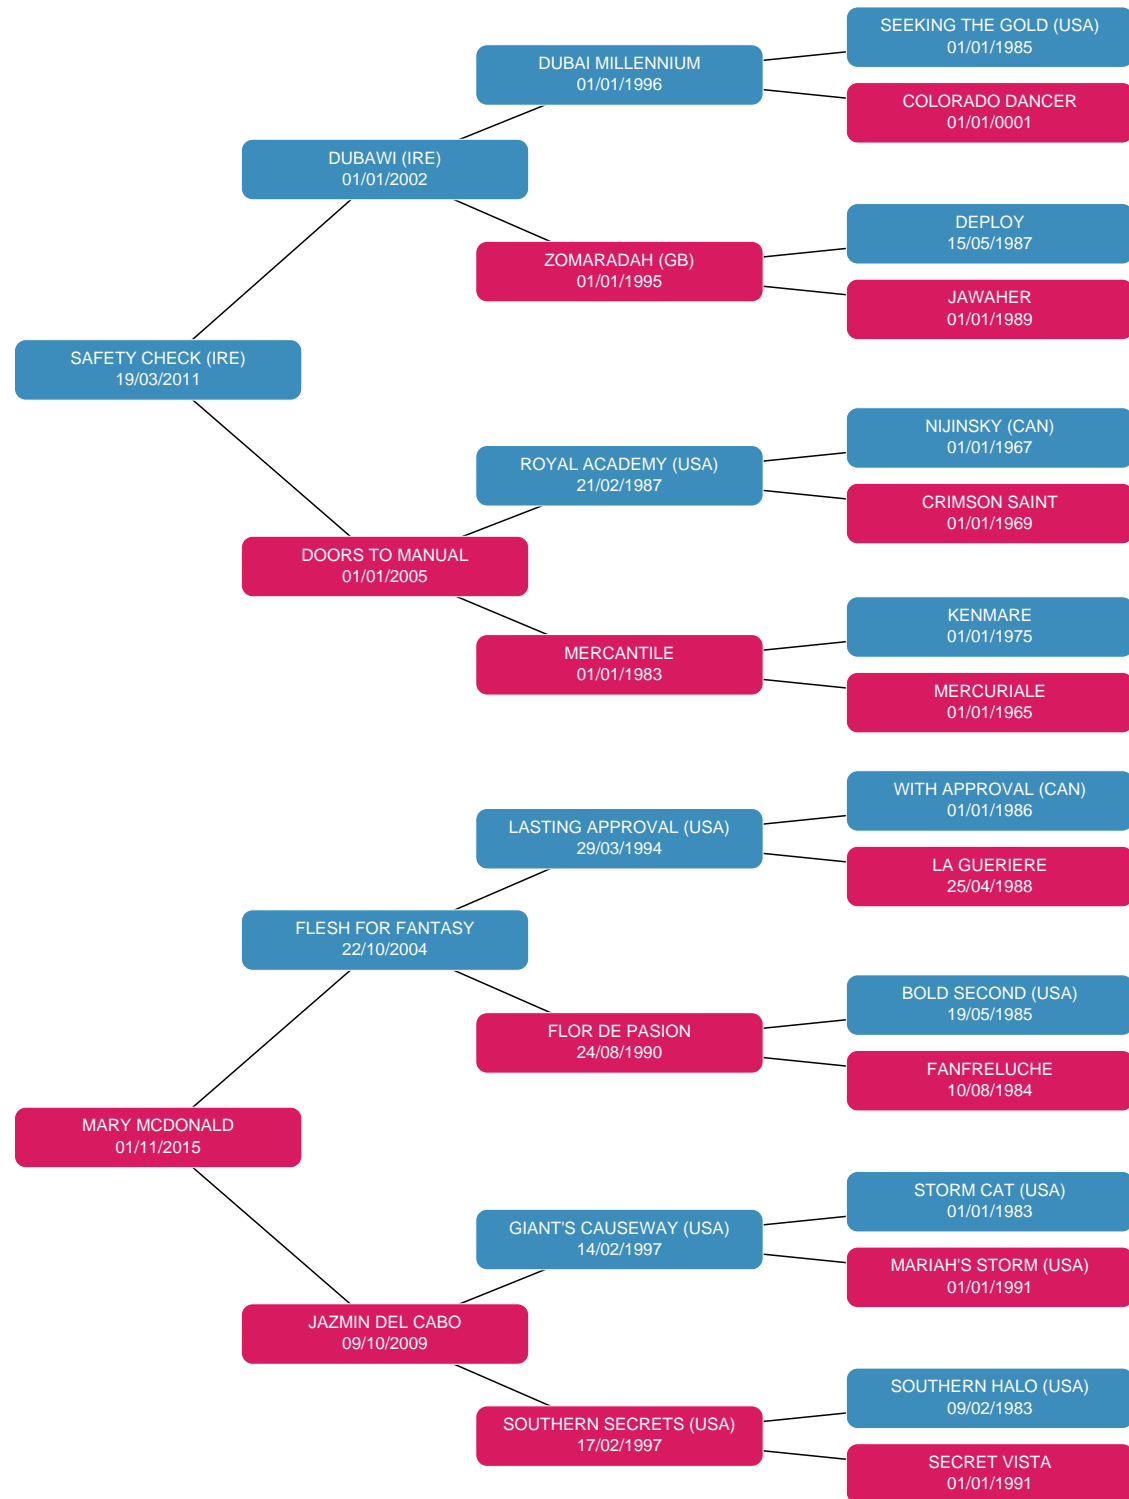 SEEKING THE GOLD (USA)
01/01/1985
DUBAI MILLENNIUM
01/01/1996
COLORADO DANCER
01/01/0001
DUBAWI (IRE)
01/01/2002
DEPLOY
15/05/1987
ZOMARADAH (GB)
01/01/1995
JAWAHER
01/01/1989
SAFETY CHECK (IRE)
19/03/2011
NIJINSKY (CAN)
01/01/1967
ROYAL ACADEMY (USA)
21/02/1987
CRIMSON SAINT
01/01/1969
DOORS TO MANUAL
01/01/2005
KENMARE
01/01/1975
MERCANTILE
01/01/1983
MERCURIALE
01/01/1965
WITH APPROVAL (CAN)
01/01/1986
LASTING APPROVAL (USA)
29/03/1994
LA GUERIERE
25/04/1988
FLESH FOR FANTASY
22/10/2004
BOLD SECOND (USA)
19/05/1985
FLOR DE PASION
24/08/1990
FANFRELUCHE
10/08/1984
MARY MCDONALD
01/11/2015
STORM CAT (USA)
01/01/1983
GIANT'S CAUSEWAY (USA)
14/02/1997
MARIAH'S STORM (USA)
01/01/1991
JAZMIN DEL CABO
09/10/2009
SOUTHERN HALO (USA)
09/02/1983
SOUTHERN SECRETS (USA)
17/02/1997
SECRET VISTA
01/01/1991